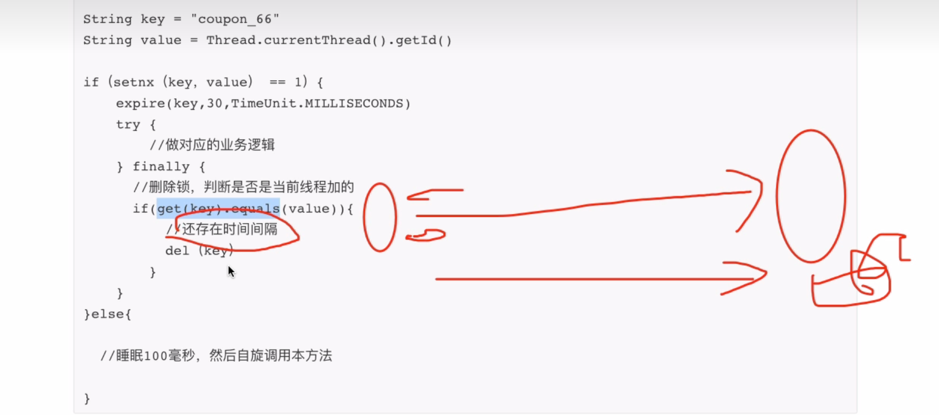 String key = "coupon_66"
String value = Thread.currentThread().getId()
if（setnx（key，value） == 1）{
expire(key,30,TimeUnit.MILLISECONDS)
try {
//做对应的业务逻辑
} finally {
//删除锁，判断是否是当前线程加的
if(get(key).equals(value)){
//还存在时间间隔
del（key）
}
}
}else{
//睡眠100毫秒，然后自旋调用本方法
}